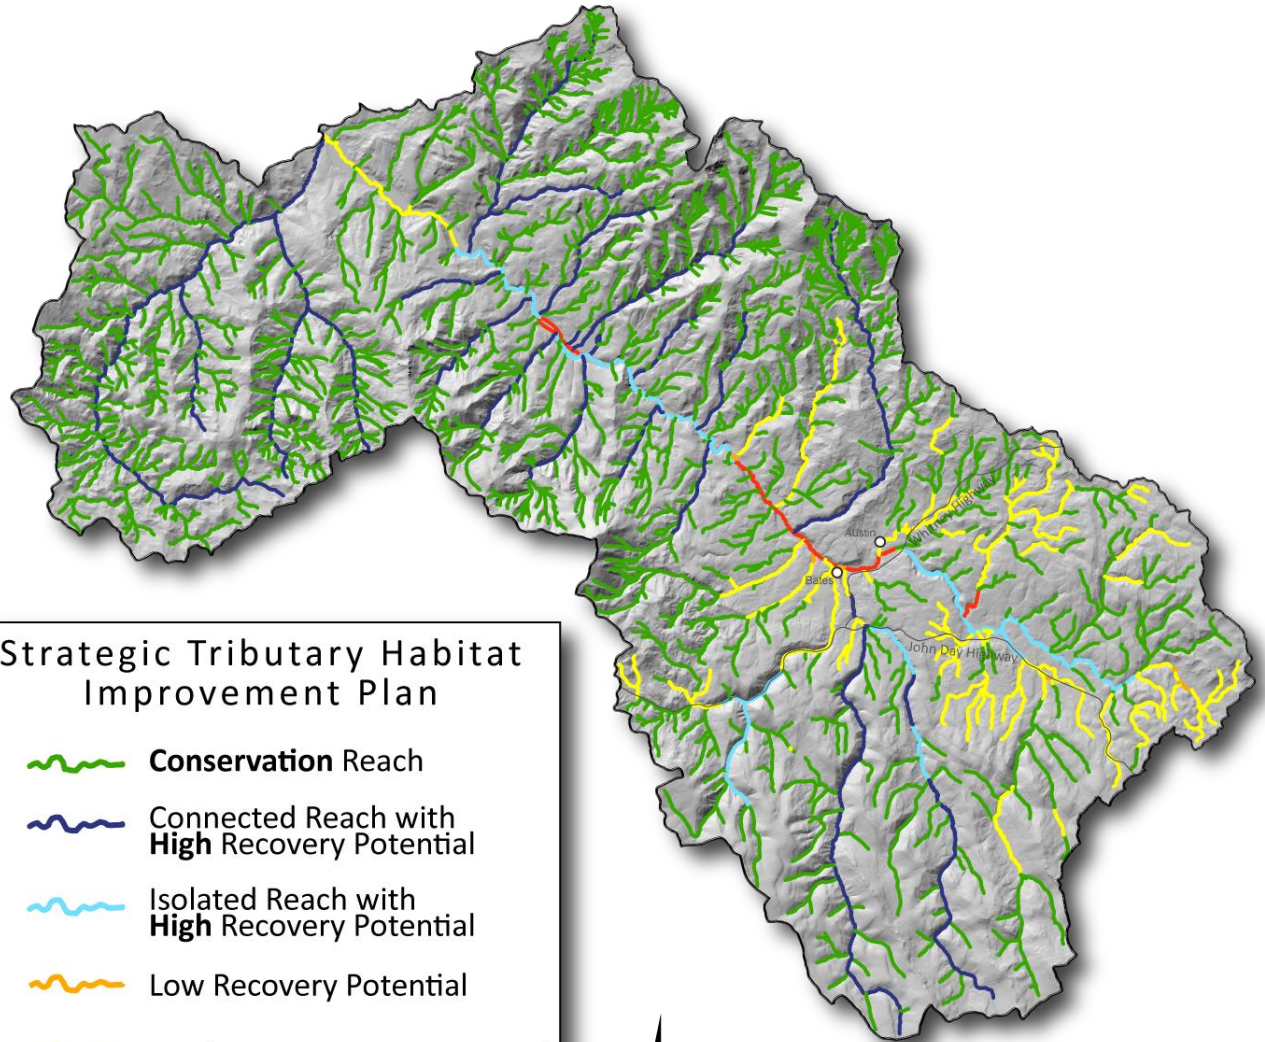 Whitney Highway
Austin
Bates
John Day Highway
Strategic Tributary Habitat
Improvement Plan
Conservation Reach
Connected Reach with
High Recovery Potential
Isolated Reach with
High Recovery Potential
Low Recovery Potential